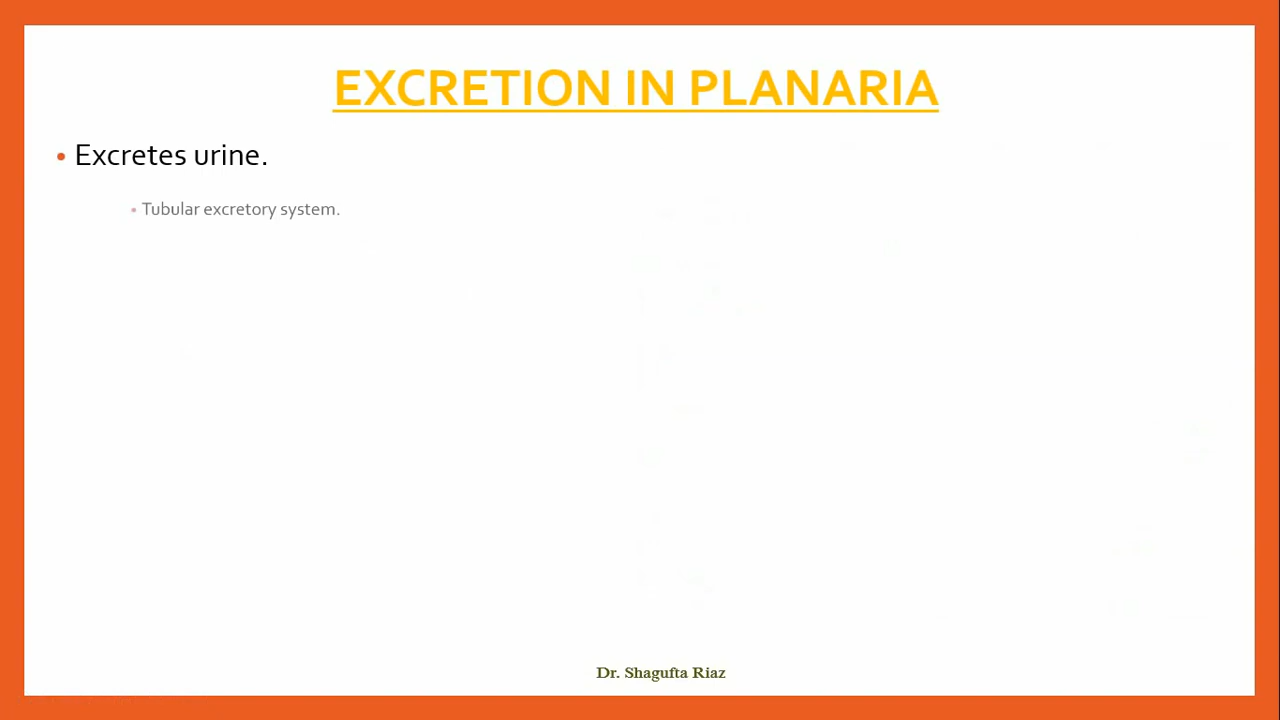 EXCRETION IN PLANARIA
• Excretes urine.
• Tubular excretory system.
Dr. Shagufta Riaz